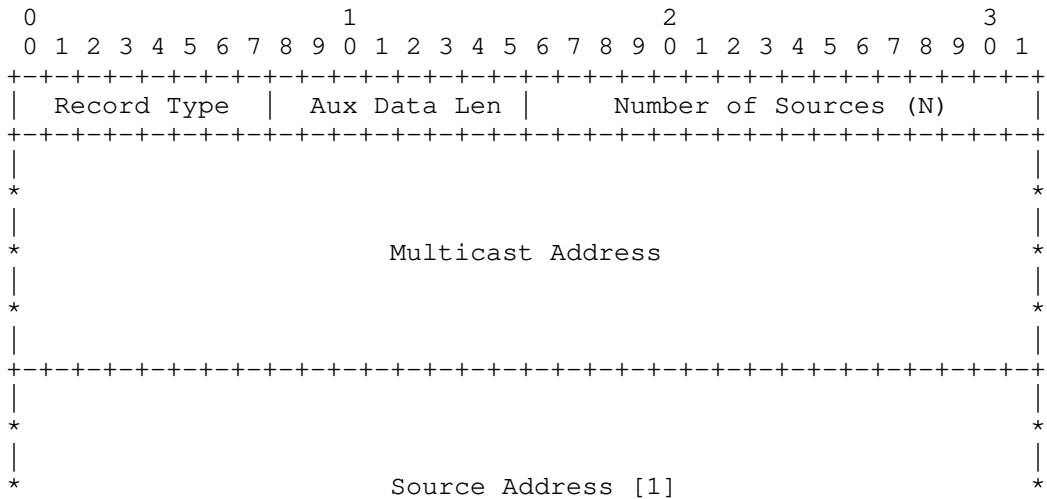 0                   1                   2                   3
 0 1 2 3 4 5 6 7 8 9 0 1 2 3 4 5 6 7 8 9 0 1 2 3 4 5 6 7 8 9 0 1
+-+-+-+-+-+-+-+-+-+-+-+-+-+-+-+-+-+-+-+-+-+-+-+-+-+-+-+-+-+-+-+-+
|  Record Type  |  Aux Data Len |     Number of Sources (N)     |
+-+-+-+-+-+-+-+-+-+-+-+-+-+-+-+-+-+-+-+-+-+-+-+-+-+-+-+-+-+-+-+-+
|                                                               |
*                                                               *
|                                                               |
*                       Multicast Address                       *
|                                                               |
*                                                               *
|                                                               |
+-+-+-+-+-+-+-+-+-+-+-+-+-+-+-+-+-+-+-+-+-+-+-+-+-+-+-+-+-+-+-+-+
|                                                               |
*                                                               *
|                                                               |
*                       Source Address [1]                      *